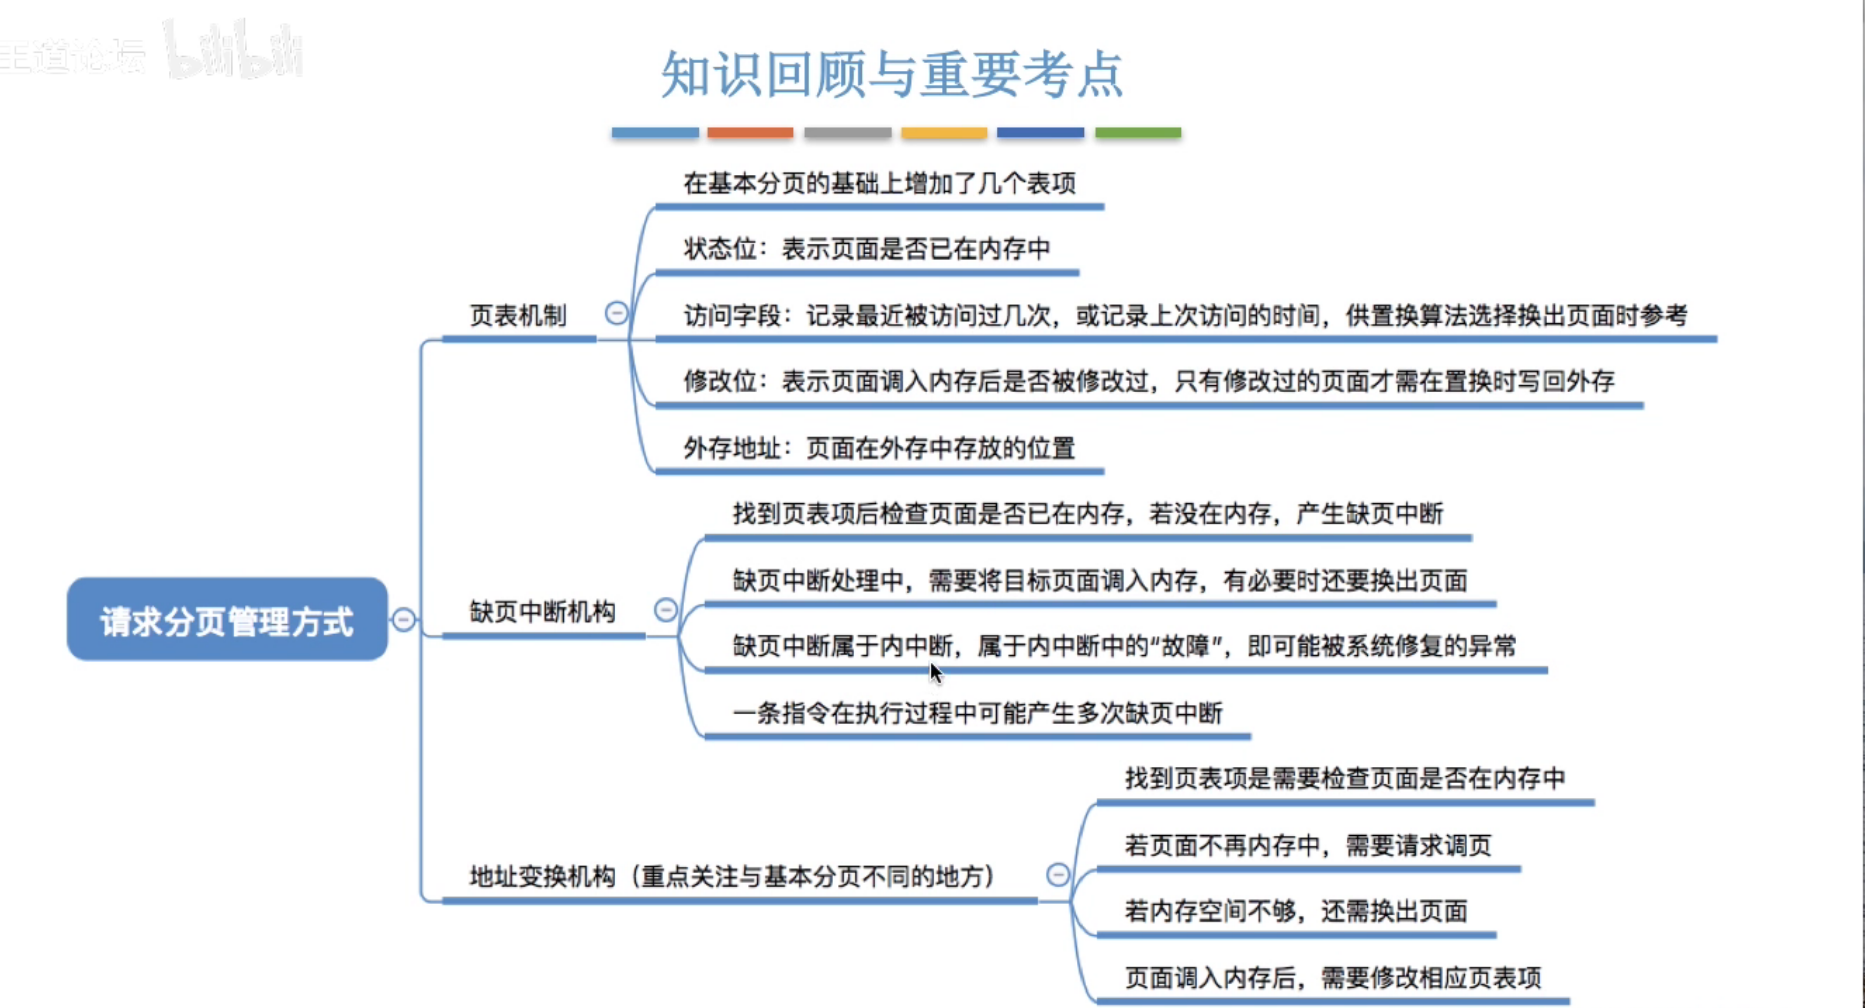 王道论坛 bilibili
知识回顾与重要考点
在基本分页的基础上增加了几个表项
状态位：表示页面是否已在内存中
页表机制
访问字段：记录最近被访问过几次，或记录上次访问的时间，供置换算法选择换出页面时参考
修改位：表示页面调入内存后是否被修改过，只有修改过的页面才需在置换时写回外存
外存地址：页面在外存中存放的位置
请求分页管理方式
缺页中断机构
找到页表项后检查页面是否已在内存，若没在内存，产生缺页中断
缺页中断处理中，需要将目标页面调入内存，有必要时还要换出页面
缺页中断属于内中断，属于内中断中的“故障”，即可能被系统修复的异常
一条指令在执行过程中可能产生多次缺页中断
地址变换机构（重点关注与基本分页不同的地方）
找到页表项是需要检查页面是否在内存中
若页面不再内存中，需要请求调页
若内存空间不够，还需换出页面
页面调入内存后，需要修改相应页表项